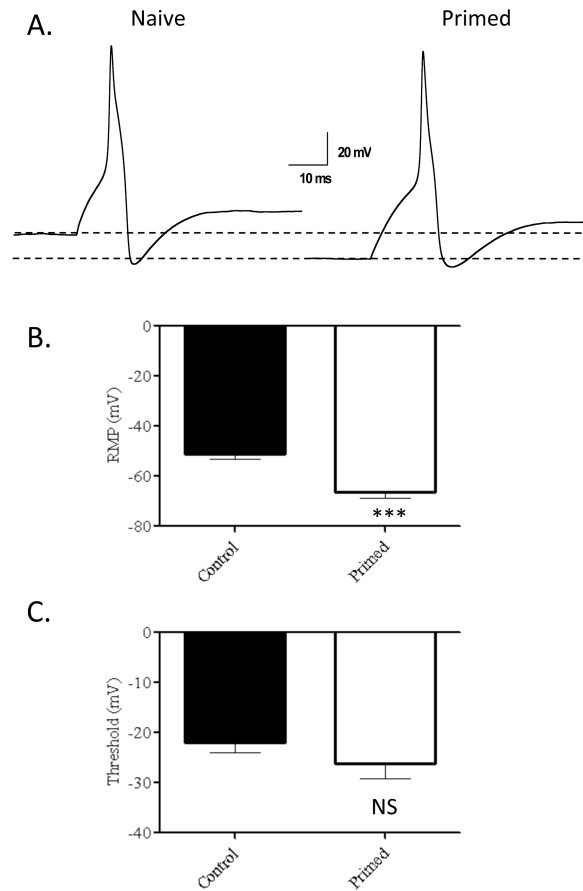 A.
Naive
Primed
20 mV
10 ms
B.
RMP (mV)
0
-20
-40
-60
-80
***
Control
Primed
C.
Threshold (mV)
0
-10
-20
-30
-40
NS
Control
Primed